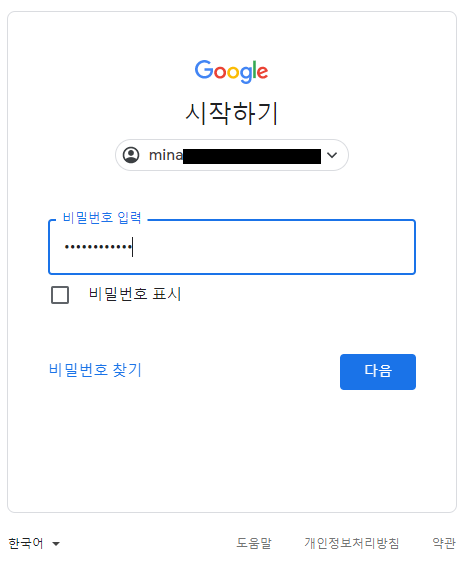 Google
시작하기
mina
비밀번호 입력
••••••••••••
비밀번호 표시
비밀번호 찾기
다음
한국어
도움말
개인정보처리방침
약관